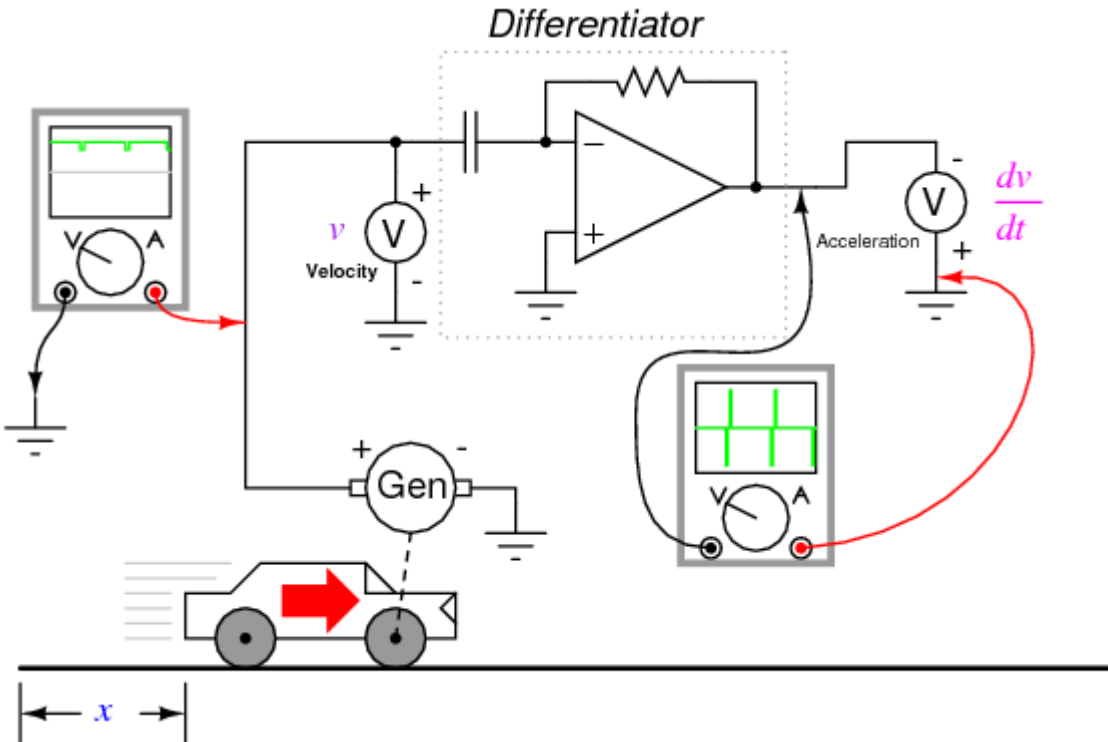 Differentiator
V A
v
V
Velocity
+
-
-
−
+
-
V
Acceleration
-
+
-
dv
dt
-
+ Gen -
-
V A
x